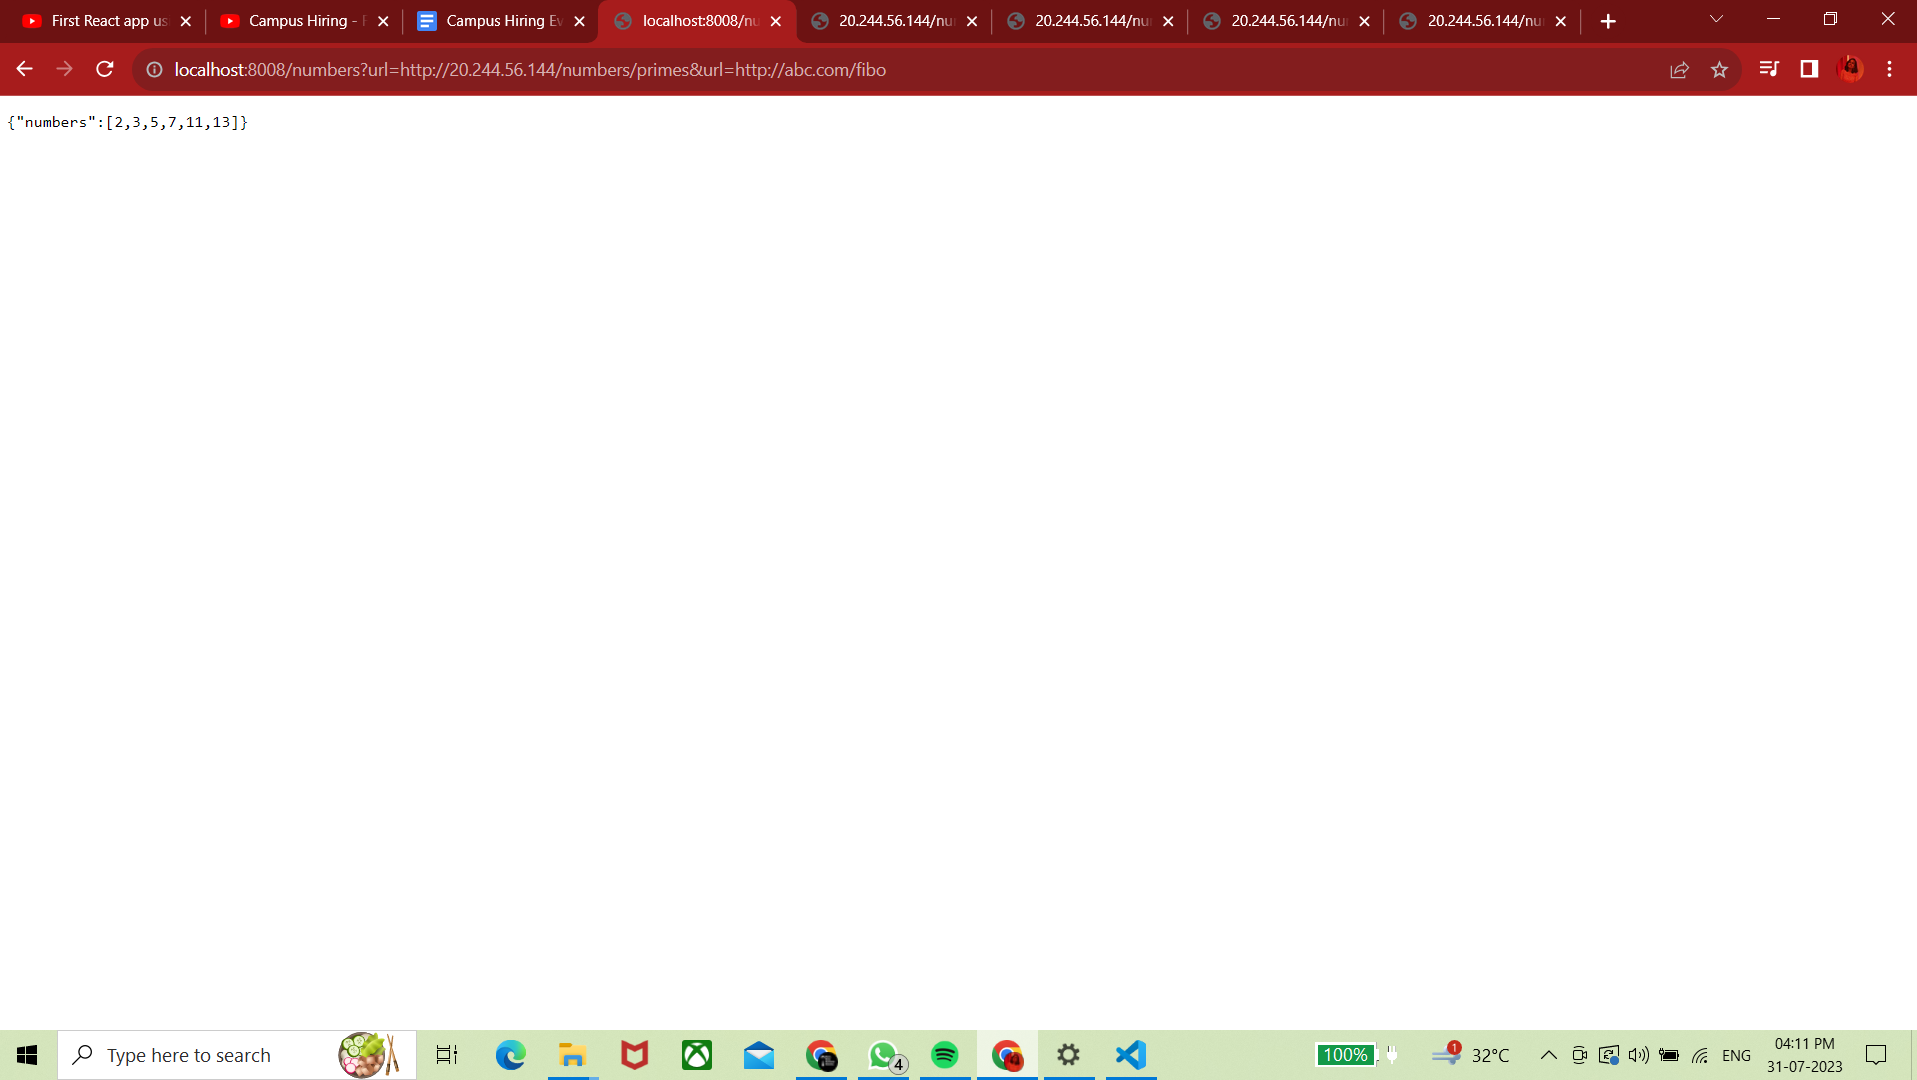 First React app us
Campus Hiring - F
Campus Hiring Ev
localhost:8008/nu
20.244.56.144/nu
20.244.56.144/nu
20.244.56.144/nu
20.244.56.144/nu
localhost:8008/numbers?url=http://20.244.56.144/numbers/primes&url=http://abc.com/fibo
{"numbers":[2,3,5,7,11,13]}
Type here to search
4
100%
1
32°C
ENG
04:11 PM
31-07-2023